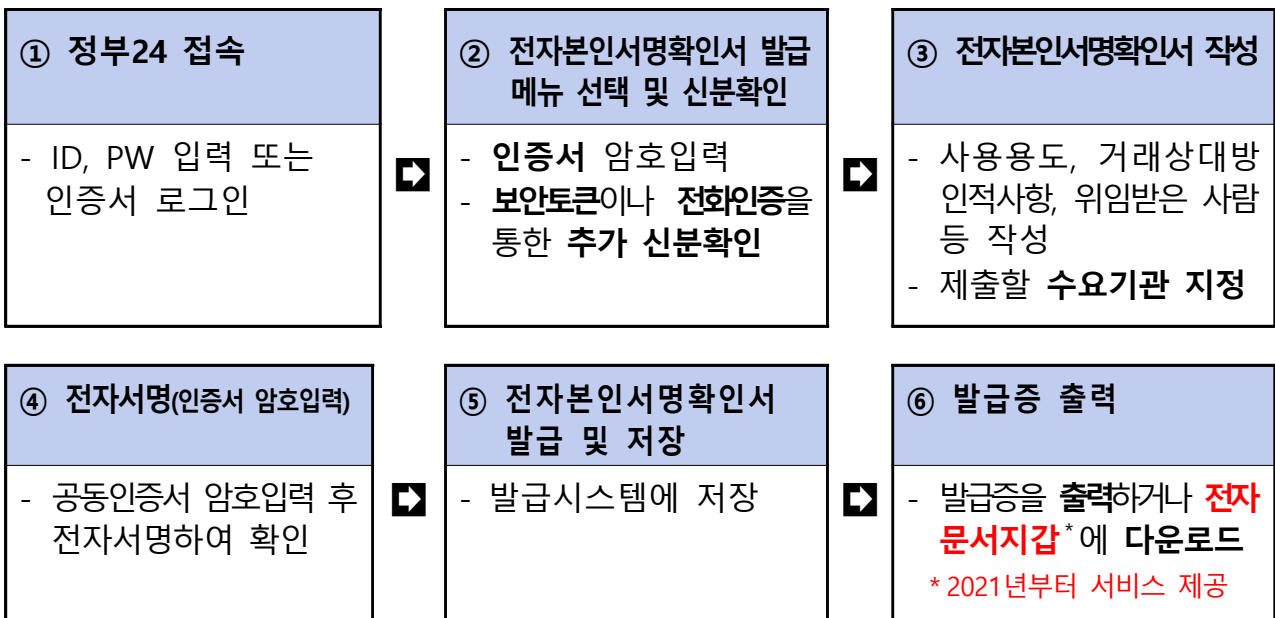 ① 정부24 접속
- ID, PW 입력 또는
인증서 로그인
② 전자본인서명확인서 발급
메뉴 선택 및 신분확인
- 인증서 암호입력
- 보안토큰이나 전화인증을
통한 추가 신분확인
③ 전자본인서명확인서 작성
- 사용용도, 거래상대방
인적사항, 위임받은 사람
등 작성
- 제출할 수요기관 지정
④ 전자서명(인증서 암호입력)
- 공동인증서 암호입력 후
전자서명하여 확인
⑤ 전자본인서명확인서
발급 및 저장
- 발급시스템에 저장
⑥ 발급증 출력
- 발급증을 출력하거나 전자
문서지갑*에 다운로드
* 2021년부터 서비스 제공